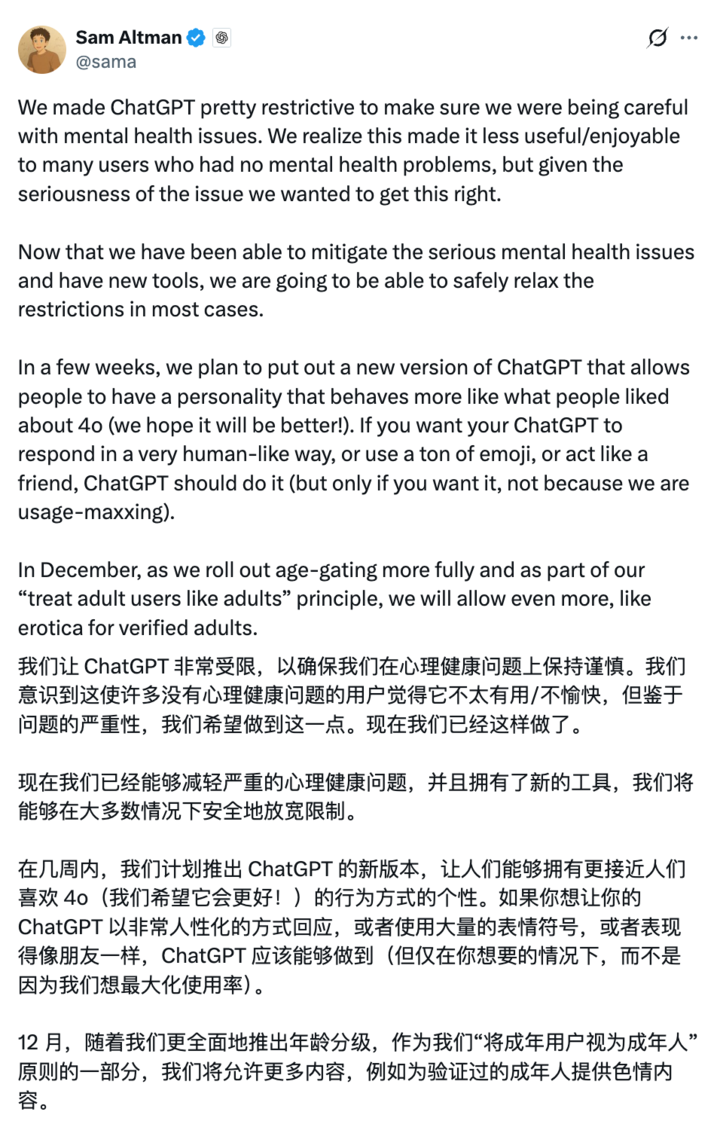 Sam Altman
@sama
We made ChatGPT pretty restrictive to make sure we were being careful
with mental health issues. We realize this made it less useful/enjoyable
to many users who had no mental health problems, but given the
seriousness of the issue we wanted to get this right.
Now that we have been able to mitigate the serious mental health issues
and have new tools, we are going to be able to safely relax the
restrictions in most cases.
In a few weeks, we plan to put out a new version of ChatGPT that allows
people to have a personality that behaves more like what people liked
about 4o (we hope it will be better!). If you want your ChatGPT to
respond in a very human-like way, or use a ton of emoji, or act like a
friend, ChatGPT should do it (but only if you want it, not because we are
usage-maxxing).
In December, as we roll out age-gating more fully and as part of our
“treat adult users like adults” principle, we will allow even more, like
erotica for verified adults.
我们让 ChatGPT 非常受限，以确保我们在心理健康问题上保持谨慎。我们
意识到这使许多没有心理健康问题的用户觉得它不太有用/不愉快，但鉴于
问题的严重性，我们希望做到这一点。现在我们已经这样做了。
现在我们已经能够减轻严重的心理健康问题，并且拥有了新的工具，我们将
能够在大多数情况下安全地放宽限制。
在几周内，我们计划推出 ChatGPT 的新版本，让人们能够拥有更接近人们
喜欢 4o（我们希望它会更好！）的行为方式的个性。如果你想让你的
ChatGPT 以非常人性化的方式回应，或者使用大量的表情符号，或者表现
得像朋友一样，ChatGPT 应该能够做到（但仅在你想要的情况下，而不是
因为我们想最大化使用率）。
12 月，随着我们更全面地推出年龄分级，作为我们“将成年用户视为成年人”
原则的一部分，我们将允许更多内容，例如为验证过的成年人提供色情内
容。